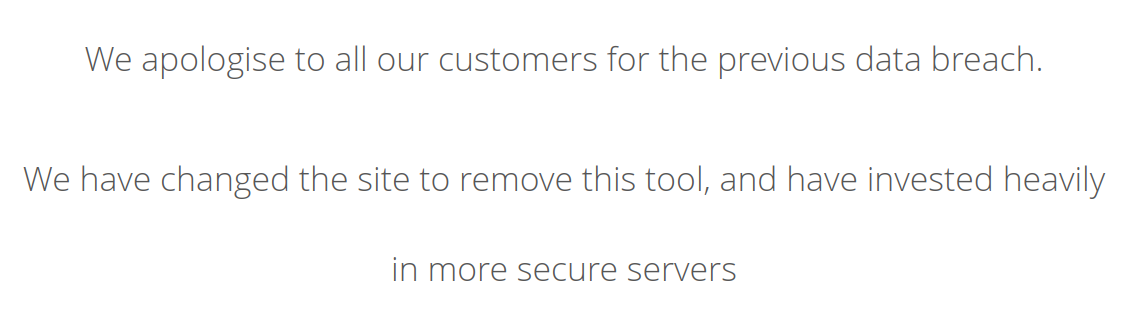 We apologise to all our customers for the previous data breach.
We have changed the site to remove this tool, and have invested heavily
in more secure servers